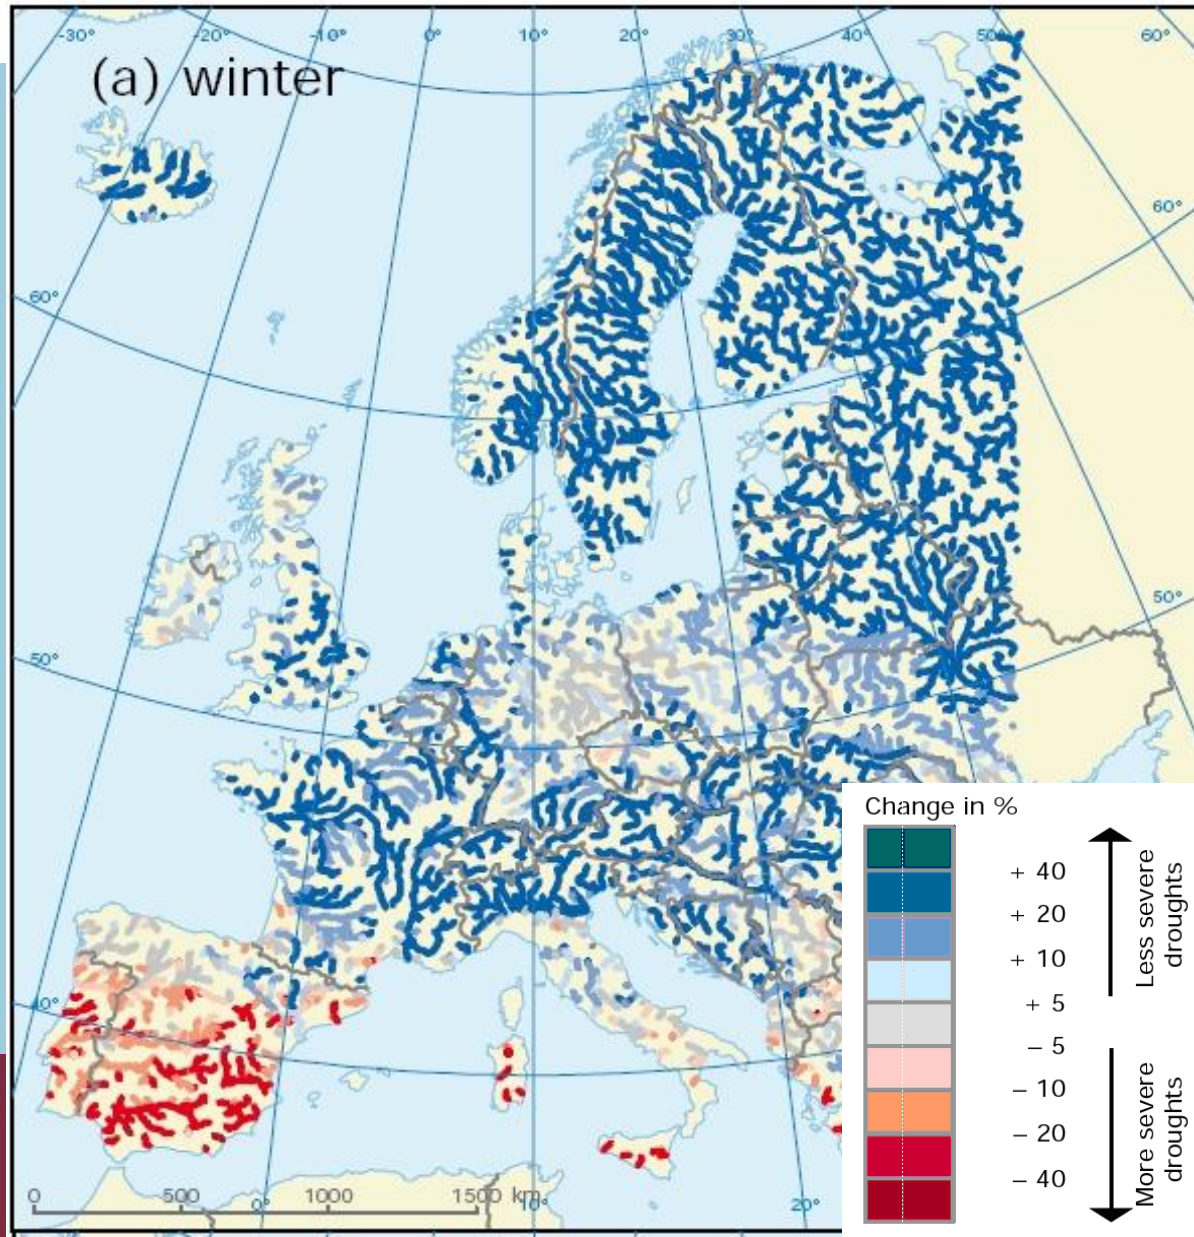 -30° -20° -10° 0° 10° 20° 30° 40° 50° 60°
(a) winter
60°
60°
50°
50°
40°
0 500 1000 1500 km
0° 10° 20°
Change in %
+ 40
+ 20
+ 10
+ 5
– 5
– 10
– 20
– 40
Less severe
droughts
More severe
droughts